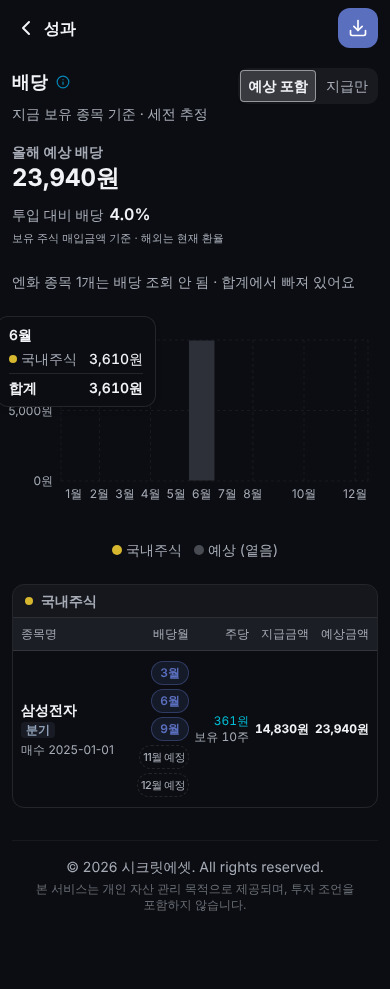 성과
배당
예상 포함 지급만
지금 보유 종목 기준 · 세전 추정
올해 예상 배당
23,940원
투입 대비 배당 4.0%
보유 주식 매입금액 기준 · 해외는 현재 환율
엔화 종목 1개는 배당 조회 안 됨 · 합계에서 빠져 있어요
6월
국내주식 3,610원
합계 3,610원
5,000원
0원
1월 2월 3월 4월 5월 6월 7월 8월 10월 12월
국내주식 예상 (옅음)
국내주식
종목명 배당월 주당 지급금액 예상금액
삼성전자
분기
매수 2025-01-01
3월
6월
9월
11월 예정
12월 예정
361원
보유 10주
14,830원 23,940원
© 2026 시크릿에셋. All rights reserved.
본 서비스는 개인 자산 관리 목적으로 제공되며, 투자 조언을
포함하지 않습니다.